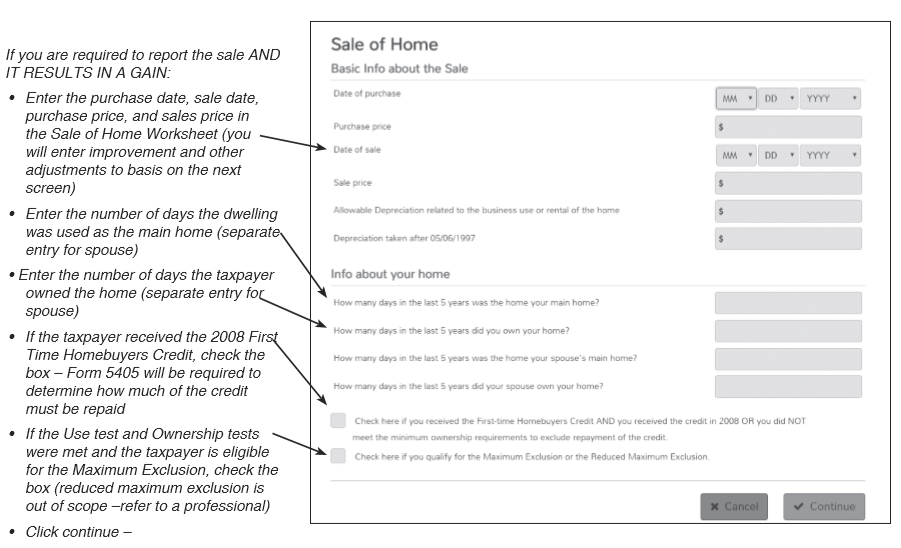 If you are required to report the sale AND
IT RESULTS IN A GAIN:
• Enter the purchase date, sale date,
purchase price, and sales price in
the Sale of Home Worksheet (you
will enter improvement and other
adjustments to basis on the next
screen)
• Enter the number of days the dwelling
was used as the main home (separate
entry for spouse)
• Enter the number of days the taxpayer
owned the home (separate entry for
spouse)
• If the taxpayer received the 2008 First
Time Homebuyers Credit, check the
box – Form 5405 will be required to
determine how much of the credit
must be repaid
• If the Use test and Ownership tests
were met and the taxpayer is eligible
for the Maximum Exclusion, check the
box (reduced maximum exclusion is
out of scope –refer to a professional)
• Click continue –
Sale of Home
Basic Info about the Sale
Date of purchase MM DD YYYY
Purchase price $
Date of sale MM DD YYYY
Sale price $
Allowable Depreciation related to the business use or rental of the home $
Depreciation taken after 05/06/1997 $
Info about your home
How many days in the last 5 years was the home your main home?
How many days in the last 5 years did you own your home?
How many days in the last 5 years was the home your spouse's main home?
How many days in the last 5 years did your spouse own your home?
Check here if you received the First-time Homebuyers Credit AND you received the credit in 2008 OR you did NOT
meet the minimum ownership requirements to exclude repayment of the credit.
Check here if you qualify for the Maximum Exclusion or the Reduced Maximum Exclusion.
✖ Cancel ✔ Continue